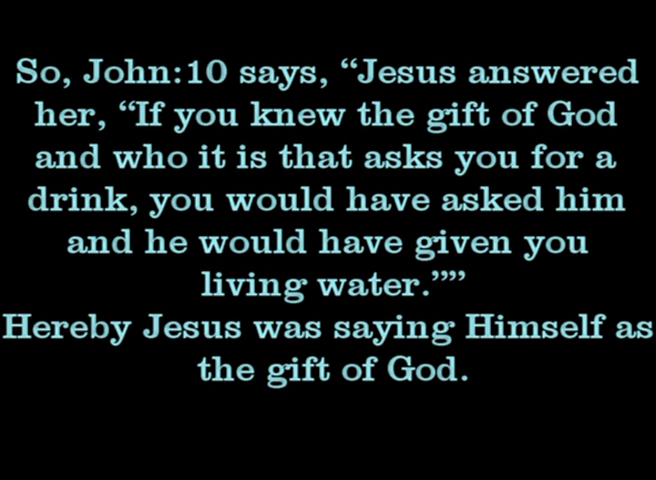 So, John:10 says, “Jesus answered
her, “If you knew the gift of God
and who it is that asks you for a
drink, you would have asked him
and he would have given you
living water.””
Hereby Jesus was saying Himself as
the gift of God.